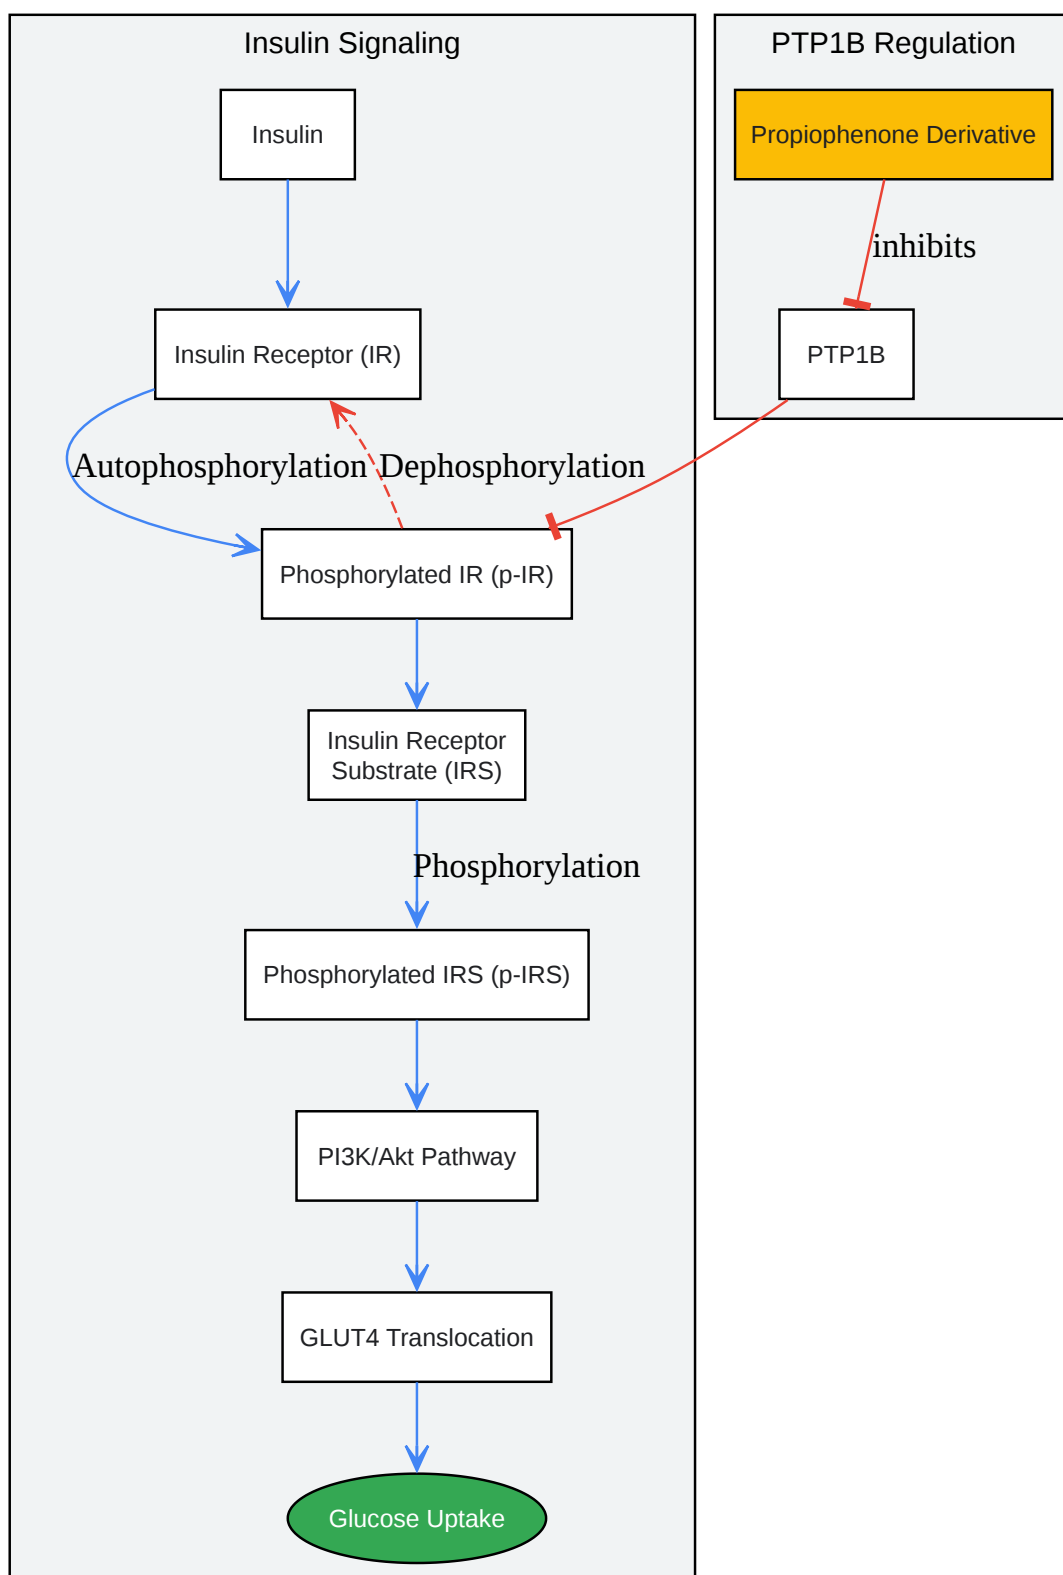 Insulin Signaling
PTP1B Regulation
Insulin
Propiophenone Derivative
inhibits
Insulin Receptor (IR)
PTP1B
Autophosphorylation
Dephosphorylation
Phosphorylated IR (p-IR)
Insulin Receptor
Substrate (IRS)
Phosphorylation
Phosphorylated IRS (p-IRS)
PI3K/Akt Pathway
GLUT4 Translocation
Glucose Uptake